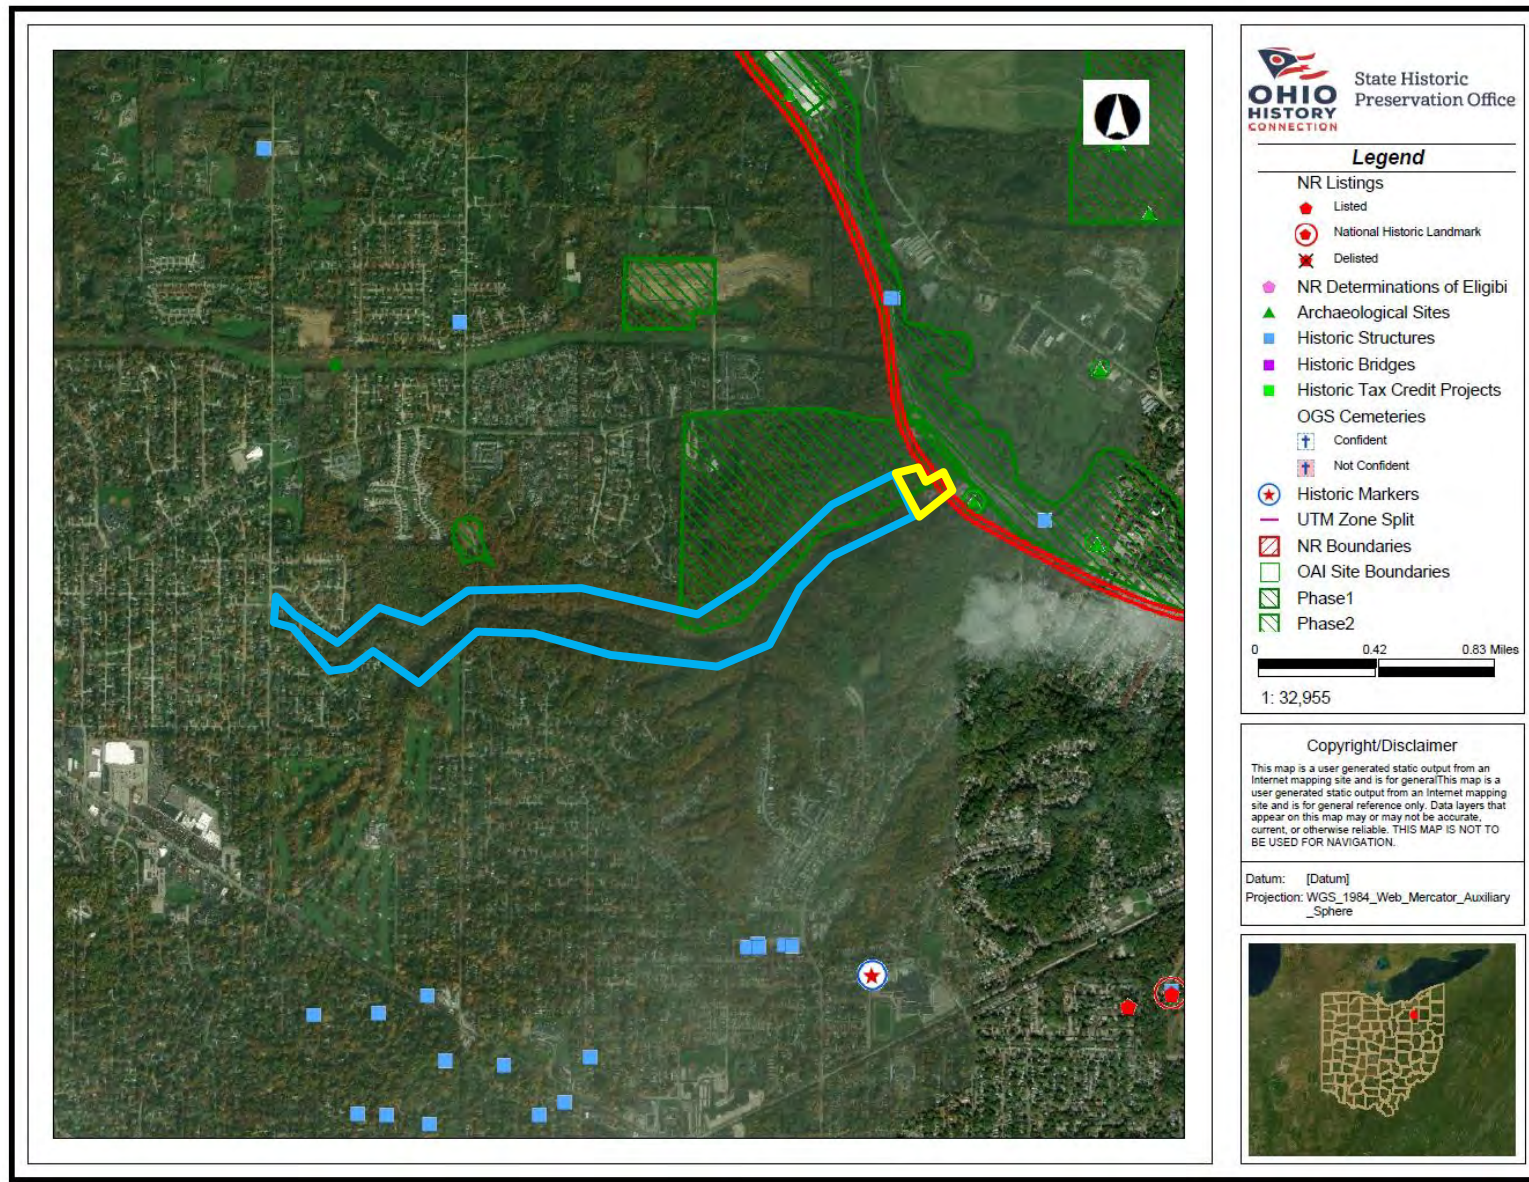 OHIO
HISTORY
CONNECTION
State Historic
Preservation Office
Legend
NR Listings
Listed
National Historic Landmark
Delisted
NR Determinations of Eligibi
Archaeological Sites
Historic Structures
Historic Bridges
Historic Tax Credit Projects
OGS Cemeteries
Confident
Not Confident
Historic Markers
UTM Zone Split
NR Boundaries
OAI Site Boundaries
Phase1
Phase2
0 0.42 0.83 Miles
1: 32,955
Copyright/Disclaimer
This map is a user generated static output from an
Internet mapping site and is for generalThis map is a
user generated static output from an Internet mapping
site and is for general reference only. Data layers that
appear on this map may or may not be accurate,
current, or otherwise reliable. THIS MAP IS NOT TO
BE USED FOR NAVIGATION.
Datum: [Datum]
Projection: WGS_1984_Web_Mercator_Auxiliary
_Sphere